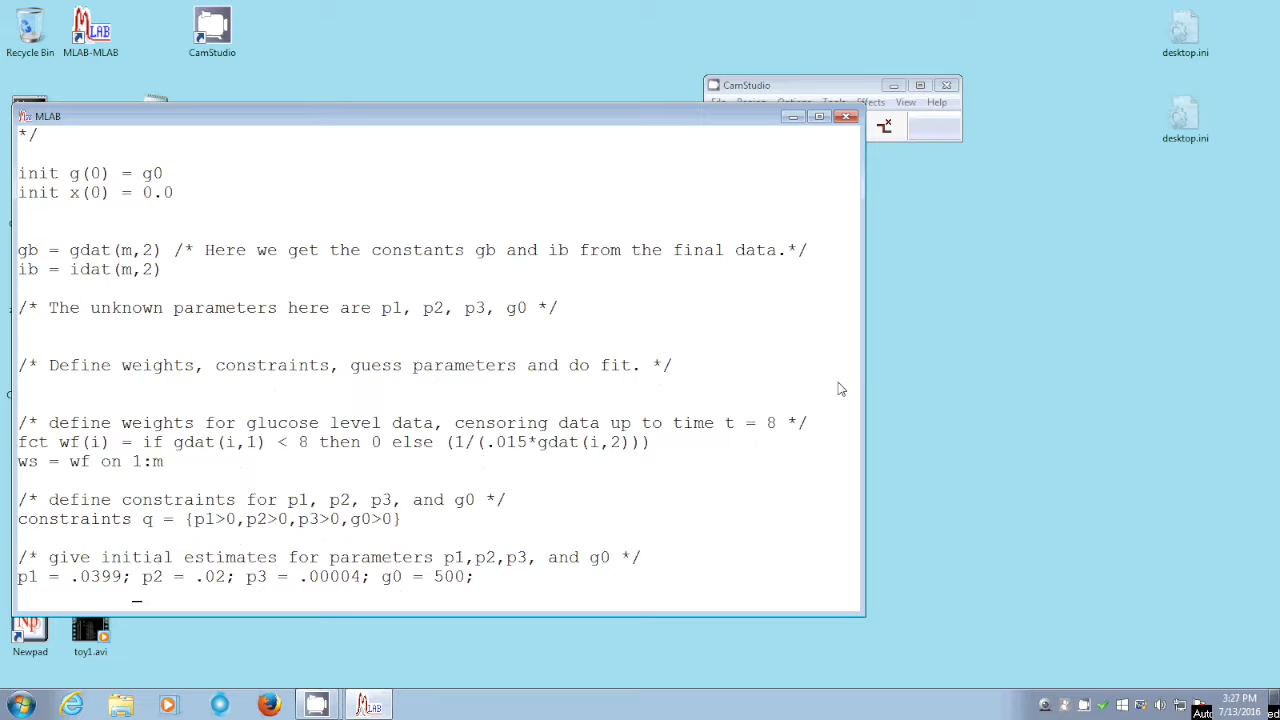 Recycle Bin
MLAB-MLAB
CamStudio
desktop.ini
desktop.ini
CamStudio
View
Help
MLAB
*/
init g(0) = g0
init x(0) = 0.0
gb = gdat(m,2) /* Here we get the constants gb and ib from the final data.*/
ib = idat(m,2)
/* The unknown parameters here are p1, p2, p3, g0 */
/* Define weights, constraints, guess parameters and do fit. */
/* define weights for glucose level data, censoring data up to time t = 8 */
fct wf(i) = if gdat(i,1) < 8 then 0 else (1/(.015*gdat(i,2)))
ws = wf on 1:m
/* define constraints for p1, p2, p3, and g0 */
constraints q = {p1>0,p2>0,p3>0,g0>0}
/* give initial estimates for parameters p1,p2,p3, and g0 */
p1 = .0399; p2 = .02; p3 = .00004; g0 = 500;
Np
Newpad
toy1.avi
3:27 PM
7/13/2016